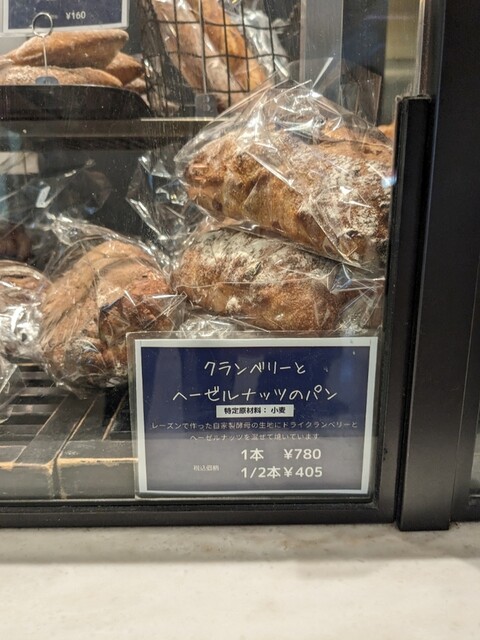 ¥160
クランベリーと
ヘーゼルナッツのパン
特定原材料：小麦
レーズンで作った自家製酵母の生地にドライクランベリーと
ヘーゼルナッツを混ぜて焼いています
1本 ¥780
税込価格 1/2本¥405